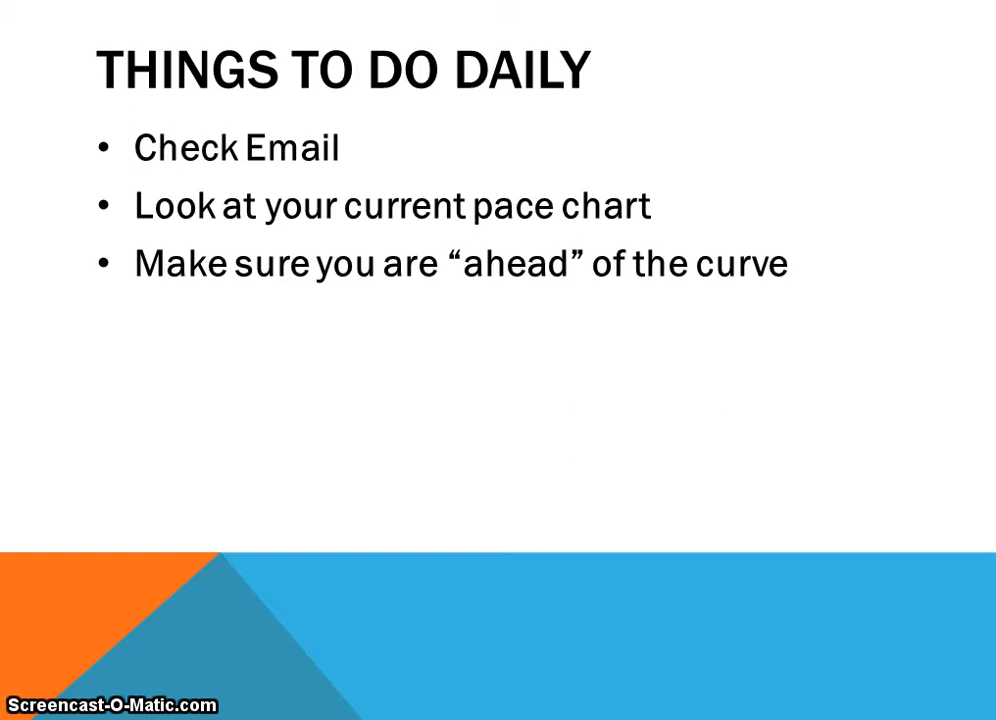 THINGS TO DO DAILY
• Check Email
• Look at your current pace chart
• Make sure you are “ahead” of the curve
Screencast-O-Matic.com